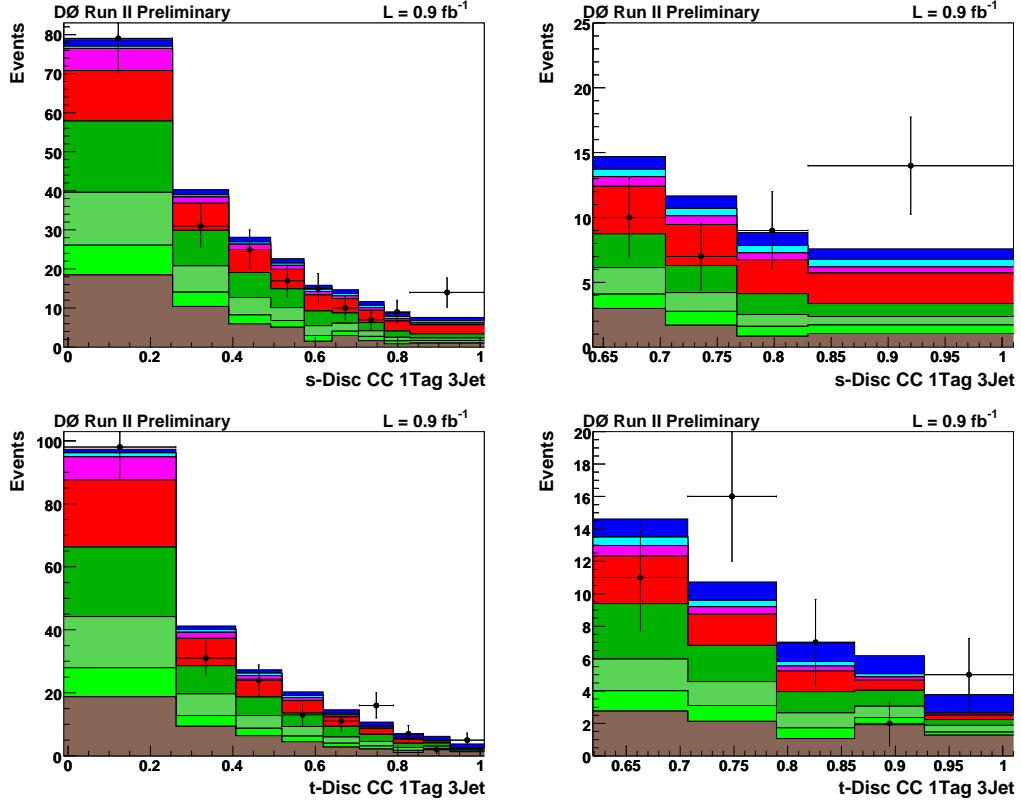 DØ Run II Preliminary L = 0.9 fb-1
Events
80
70
60
50
40
30
20
10
0
0 0.2 0.4 0.6 0.8 1
s-Disc CC 1Tag 3Jet
DØ Run II Preliminary L = 0.9 fb-1
Events
25
20
15
10
5
0
0.65 0.7 0.75 0.8 0.85 0.9 0.95 1
s-Disc CC 1Tag 3Jet
DØ Run II Preliminary L = 0.9 fb-1
Events
100
80
60
40
20
0
0 0.2 0.4 0.6 0.8 1
t-Disc CC 1Tag 3Jet
DØ Run II Preliminary L = 0.9 fb-1
Events
20
18
16
14
12
10
8
6
4
2
0
0.65 0.7 0.75 0.8 0.85 0.9 0.95 1
t-Disc CC 1Tag 3Jet